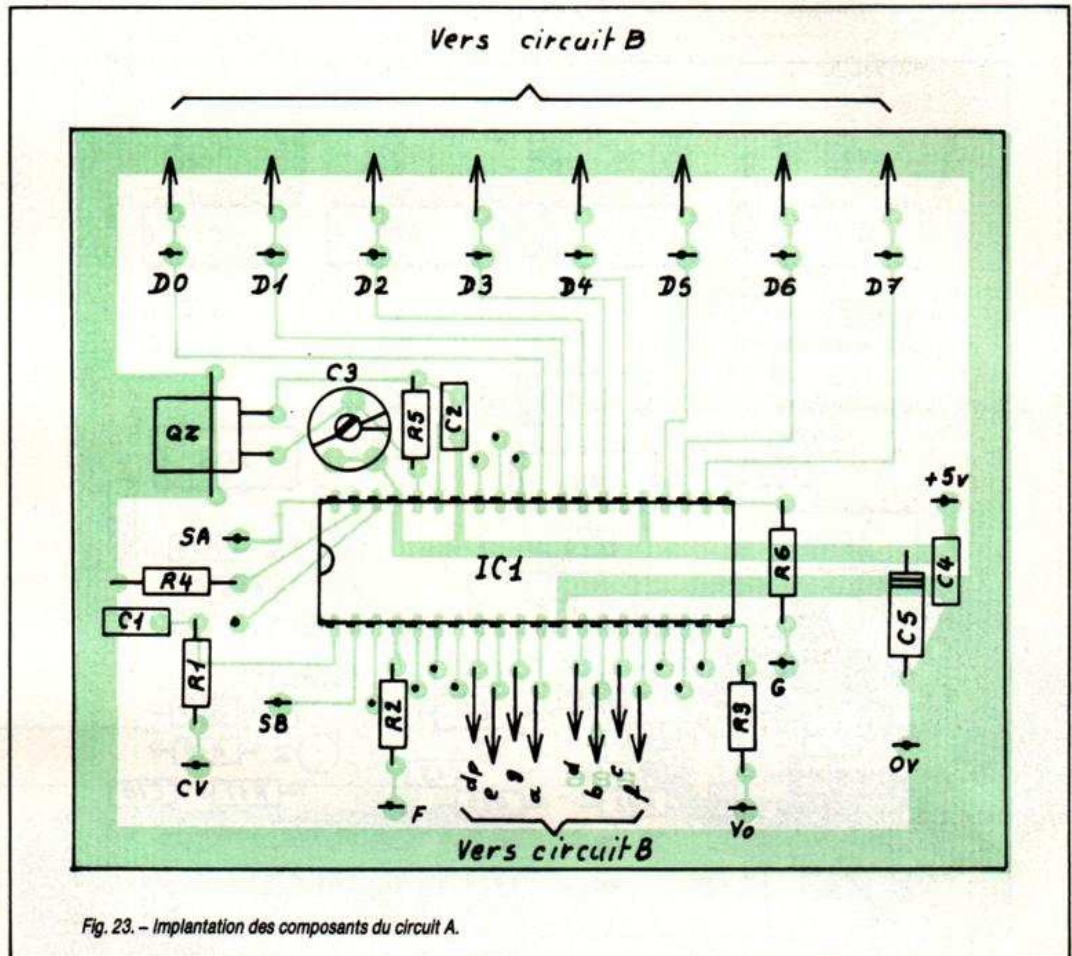 Vers circuit B
D0 D1 D2 D3 D4 D5 D6 D7
C3
QZ
R5
C2
+5v
SA
IC1
R6
C4
R4
C5
C1
R1
SB
R2
R3
G
CV
dp e g a d b c f
0V
F
Vo
Vers circuit B
Fig. 23. – Implantation des composants du circuit A.